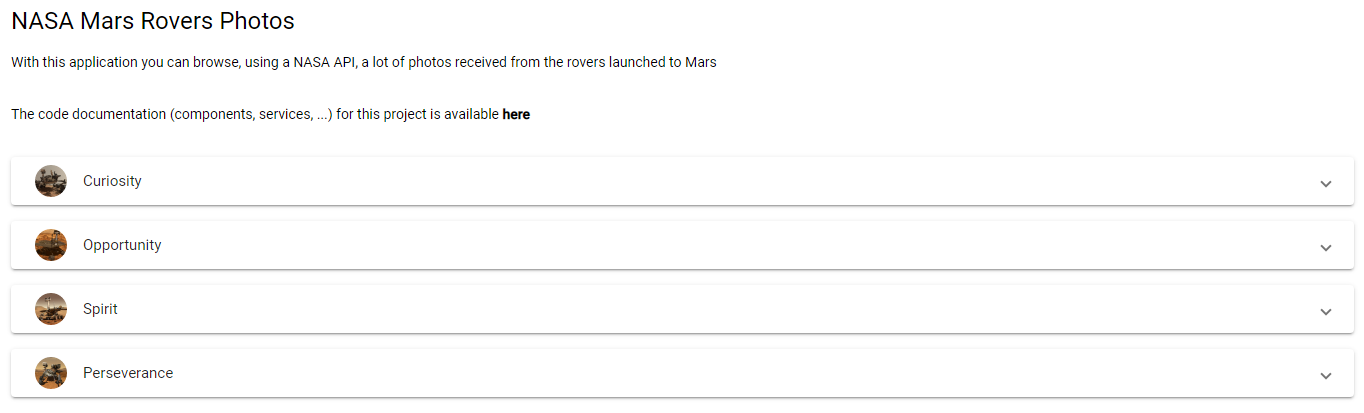 NASA Mars Rovers Photos
With this application you can browse, using a NASA API, a lot of photos received from the rovers launched to Mars
The code documentation (components, services, ...) for this project is available here
Curiosity
Opportunity
Spirit
Perseverance